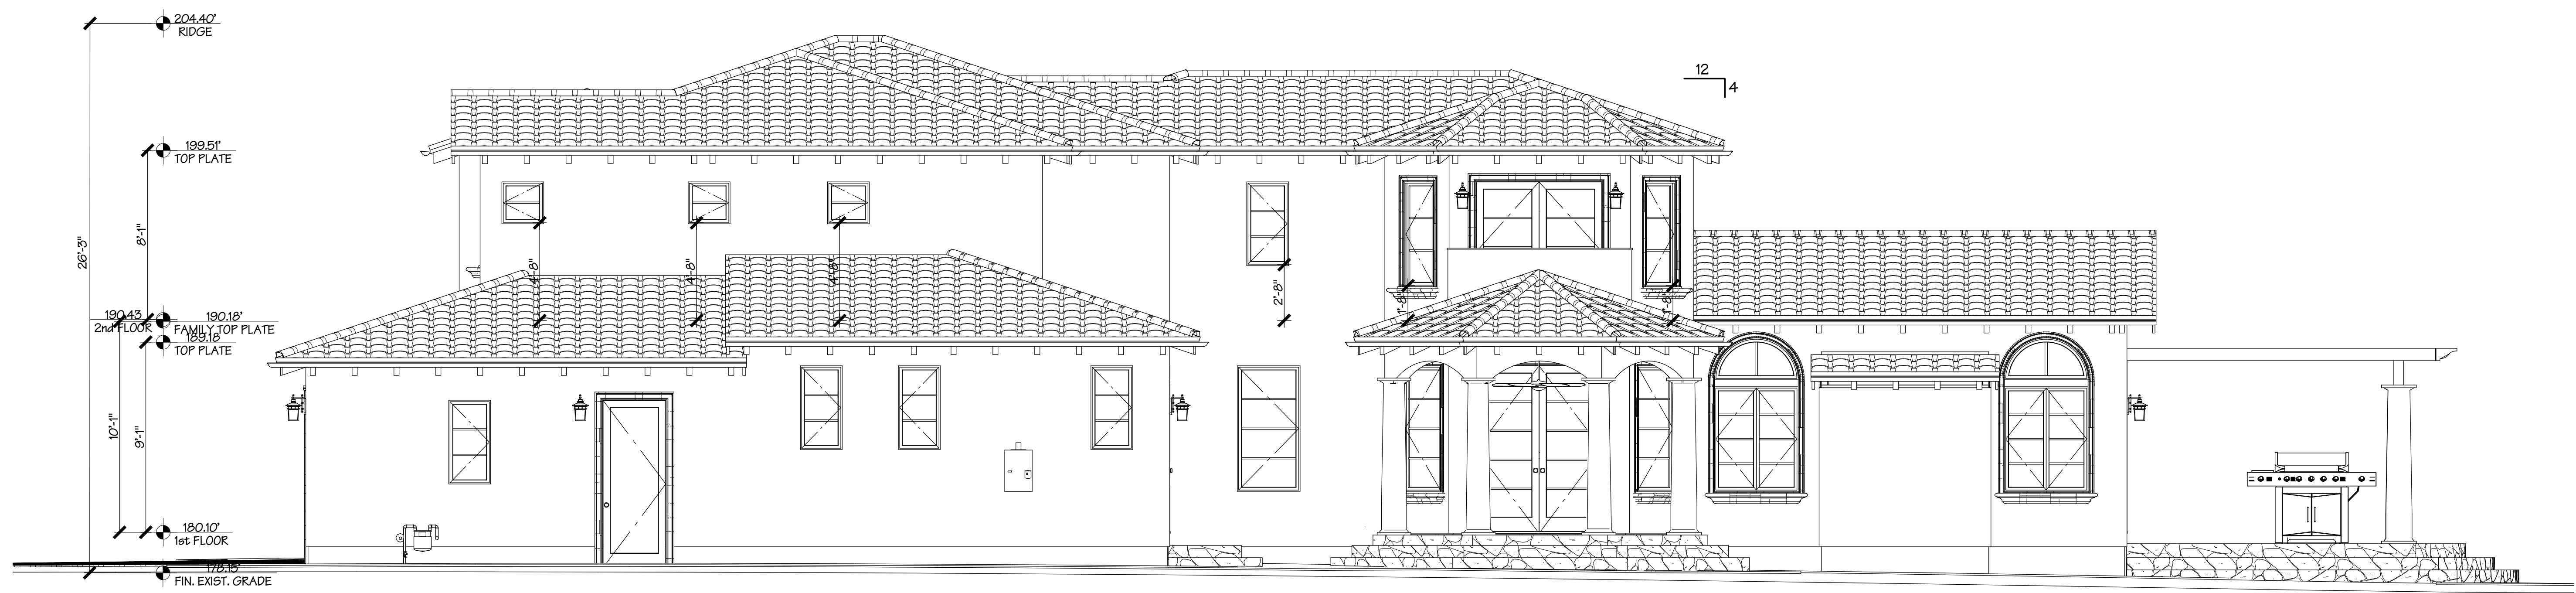 204.40'
RIDGE
12
4
199.51'
TOP PLATE
8'-1"
26'-3"
4'-8"
4'-8"
4'-8"
2'-8"
1'-8"
1'-8"
190.43
2nd FLOOR
190.18'
FAMILY TOP PLATE
189.18
TOP PLATE
10'-1"
9'-1"
180.10'
1st FLOOR
178.15'
FIN. EXIST. GRADE